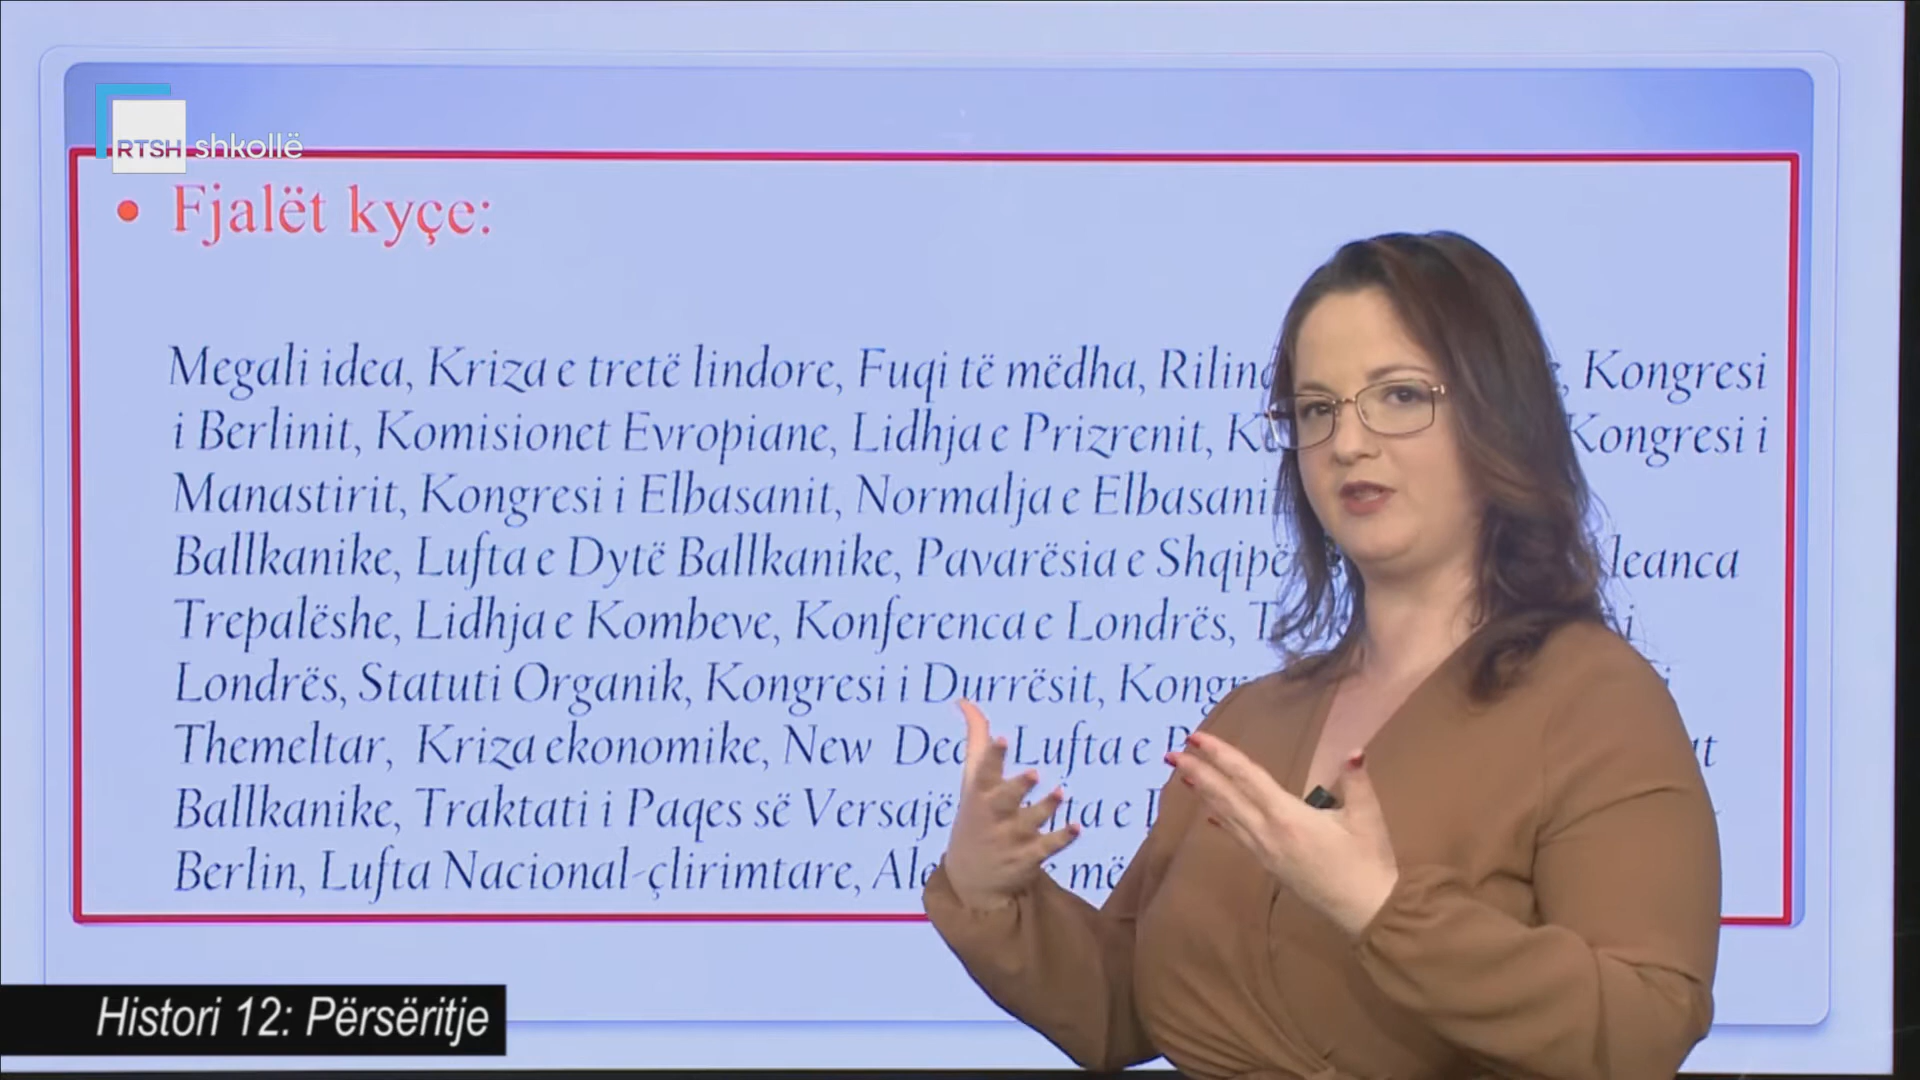 RTSH shkollë
• Fjalët kyçe:
Megali idea, Kriza e tretë lindore, Fuqi të mëdha, Kongresi
i Berlinit, Komisionet Evropiane, Lidhja e Prizrenit, Kongresi i
Manastirit, Kongresi i Elbasanit, Normalja e
Ballkanike, Lufta e Dytë Ballkanike, Pavarësia e
Trepalëshe, Lidhja e Kombeve, Konferenca e Londrës, i
Londrës, Statuti Organik, Kongresi i Durrësit,
Themeltar, Kriza ekonomike, New Lufta e
Ballkanike, Traktati i Paqes së e
Berlin, Lufta Nacional-çlirimtare,
Histori 12: Përsëritje